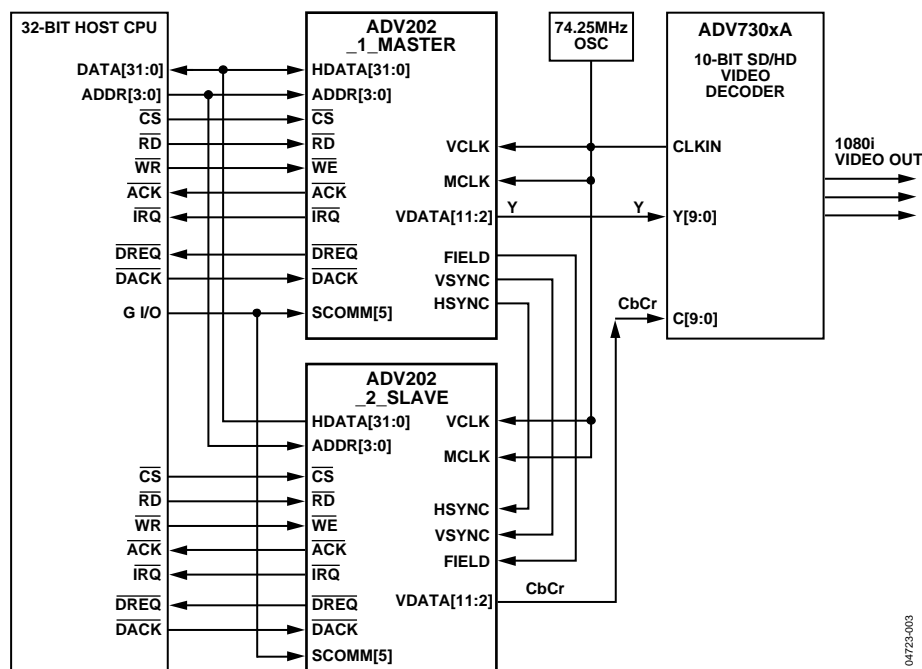 32-BIT HOST CPU
DATA[31:0]
ADDR[3:0]
CS
RD
WR
ACK
IRQ
DREQ
DACK
G I/O
CS
RD
WR
ACK
IRQ
DREQ
DACK
ADV202
_1_MASTER
HDATA[31:0]
ADDR[3:0]
CS
RD
WE
ACK
IRQ
DREQ
DACK
SCOMM[5]
VCLK
MCLK
VDATA[11:2]
FIELD
VSYNC
HSYNC
ADV202
_2_SLAVE
HDATA[31:0]
ADDR[3:0]
CS
RD
WE
ACK
IRQ
DREQ
DACK
SCOMM[5]
VCLK
MCLK
HSYNC
VSYNC
FIELD
VDATA[11:2]
74.25MHz
OSC
Y
Y
CbCr
CbCr
ADV730xA
10-BIT SD/HD
VIDEO
DECODER
CLKIN
Y[9:0]
C[9:0]
1080i
VIDEO OUT
04723-003